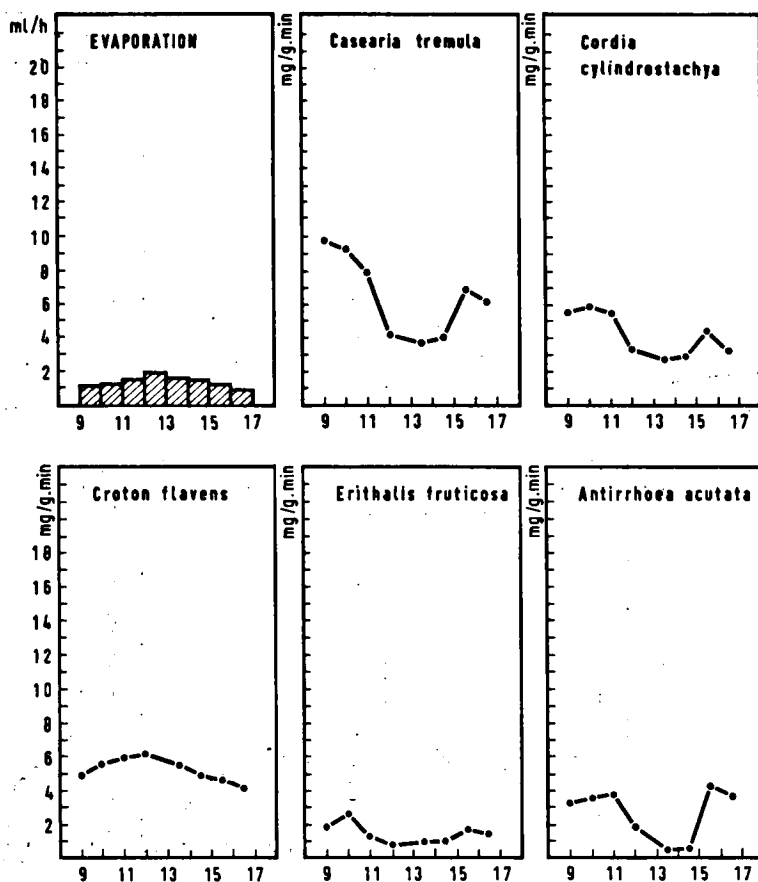 ml/h
EVAPORATION
20
18
16
14
12
10
8
6
4
2
9 11 13 15 17
mg/g.min
Casearia tremula
9 11 13 15 17
mg/g.min
Cordia
cylindrostachya
9 11 13 15 17
mg/g.min
Croton flavens
18
16
14
12
10
8
6
4
2
9 11 13 15 17
mg/g.min
Erithalis fruticosa
9 11 13 15 17
mg/g.min
Antirrhoea acutata
9 11 13 15 17